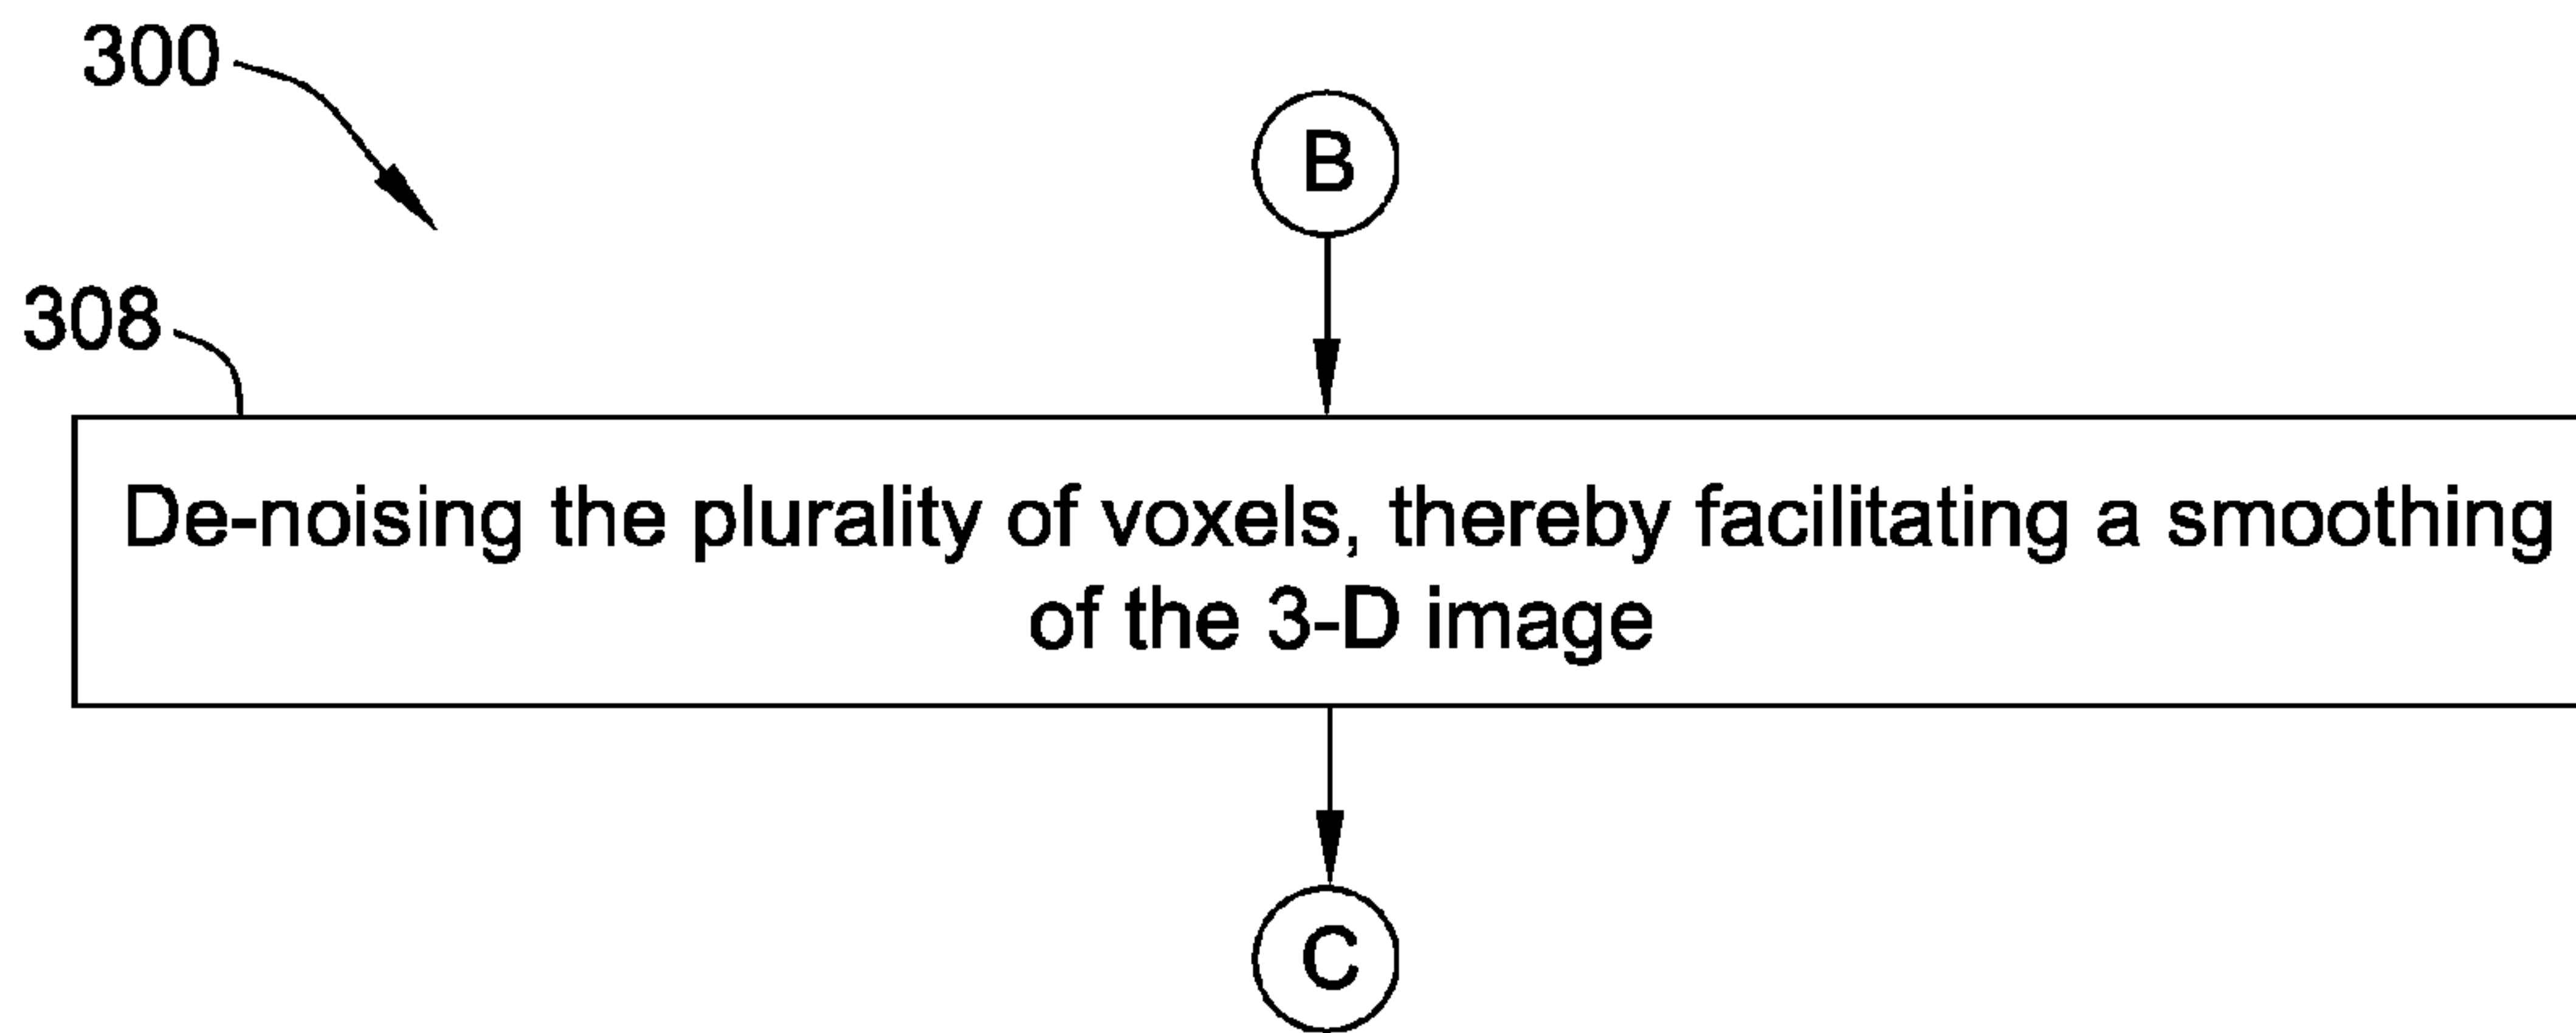 300
B
308
De-noising the plurality of voxels, thereby facilitating a smoothing
of the 3-D image
C